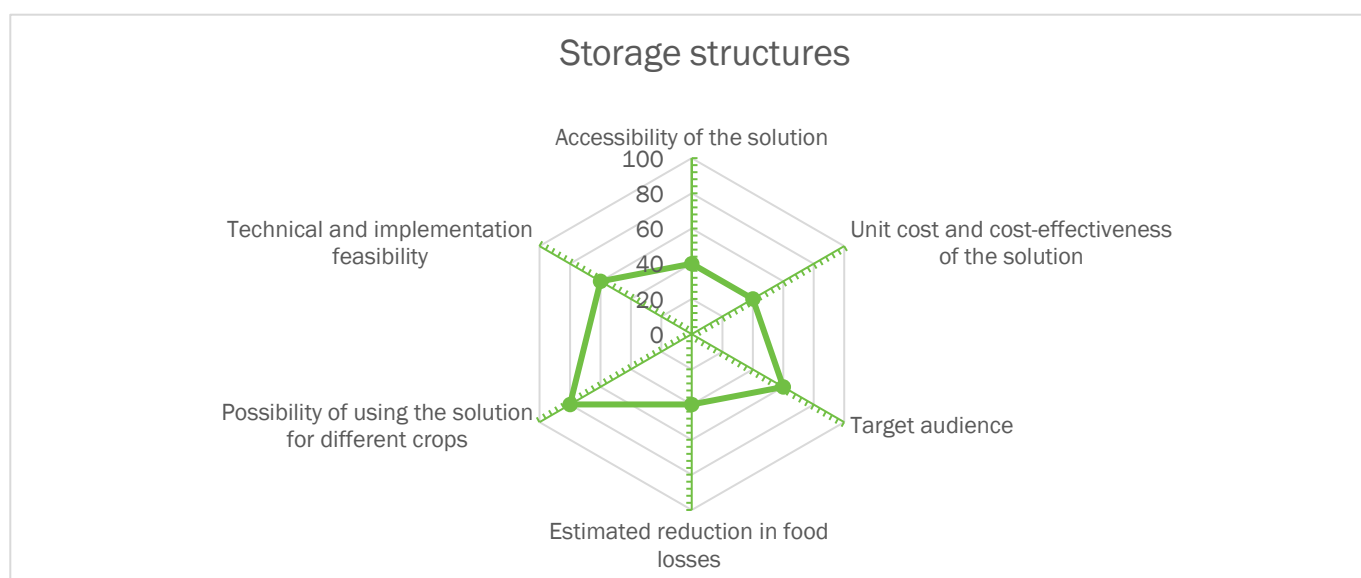 Storage structures
Accessibility of the solution
100
80
60
40
20
0
Unit cost and cost-effectiveness
of the solution
Target audience
Estimated reduction in food
losses
Possibility of using the solution
for different crops
Technical and implementation
feasibility